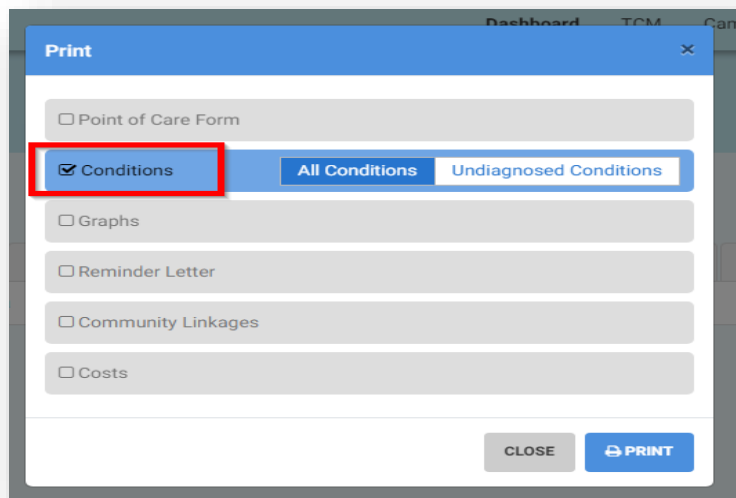 Dashboard TCM
Print ×
Point of Care Form
Conditions All Conditions Undiagnosed Conditions
Graphs
Reminder Letter
Community Linkages
Costs
CLOSE PRINT